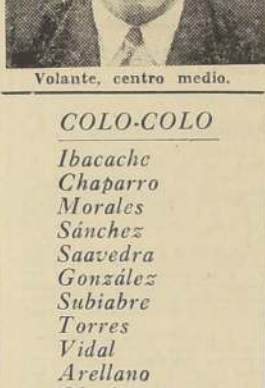 Volante, centro medio.
COLO-COLO
Ibacache
Chaparro
Morales
Sánchez
Saavedra
González
Subiabre
Torres
Vidal
Arellano